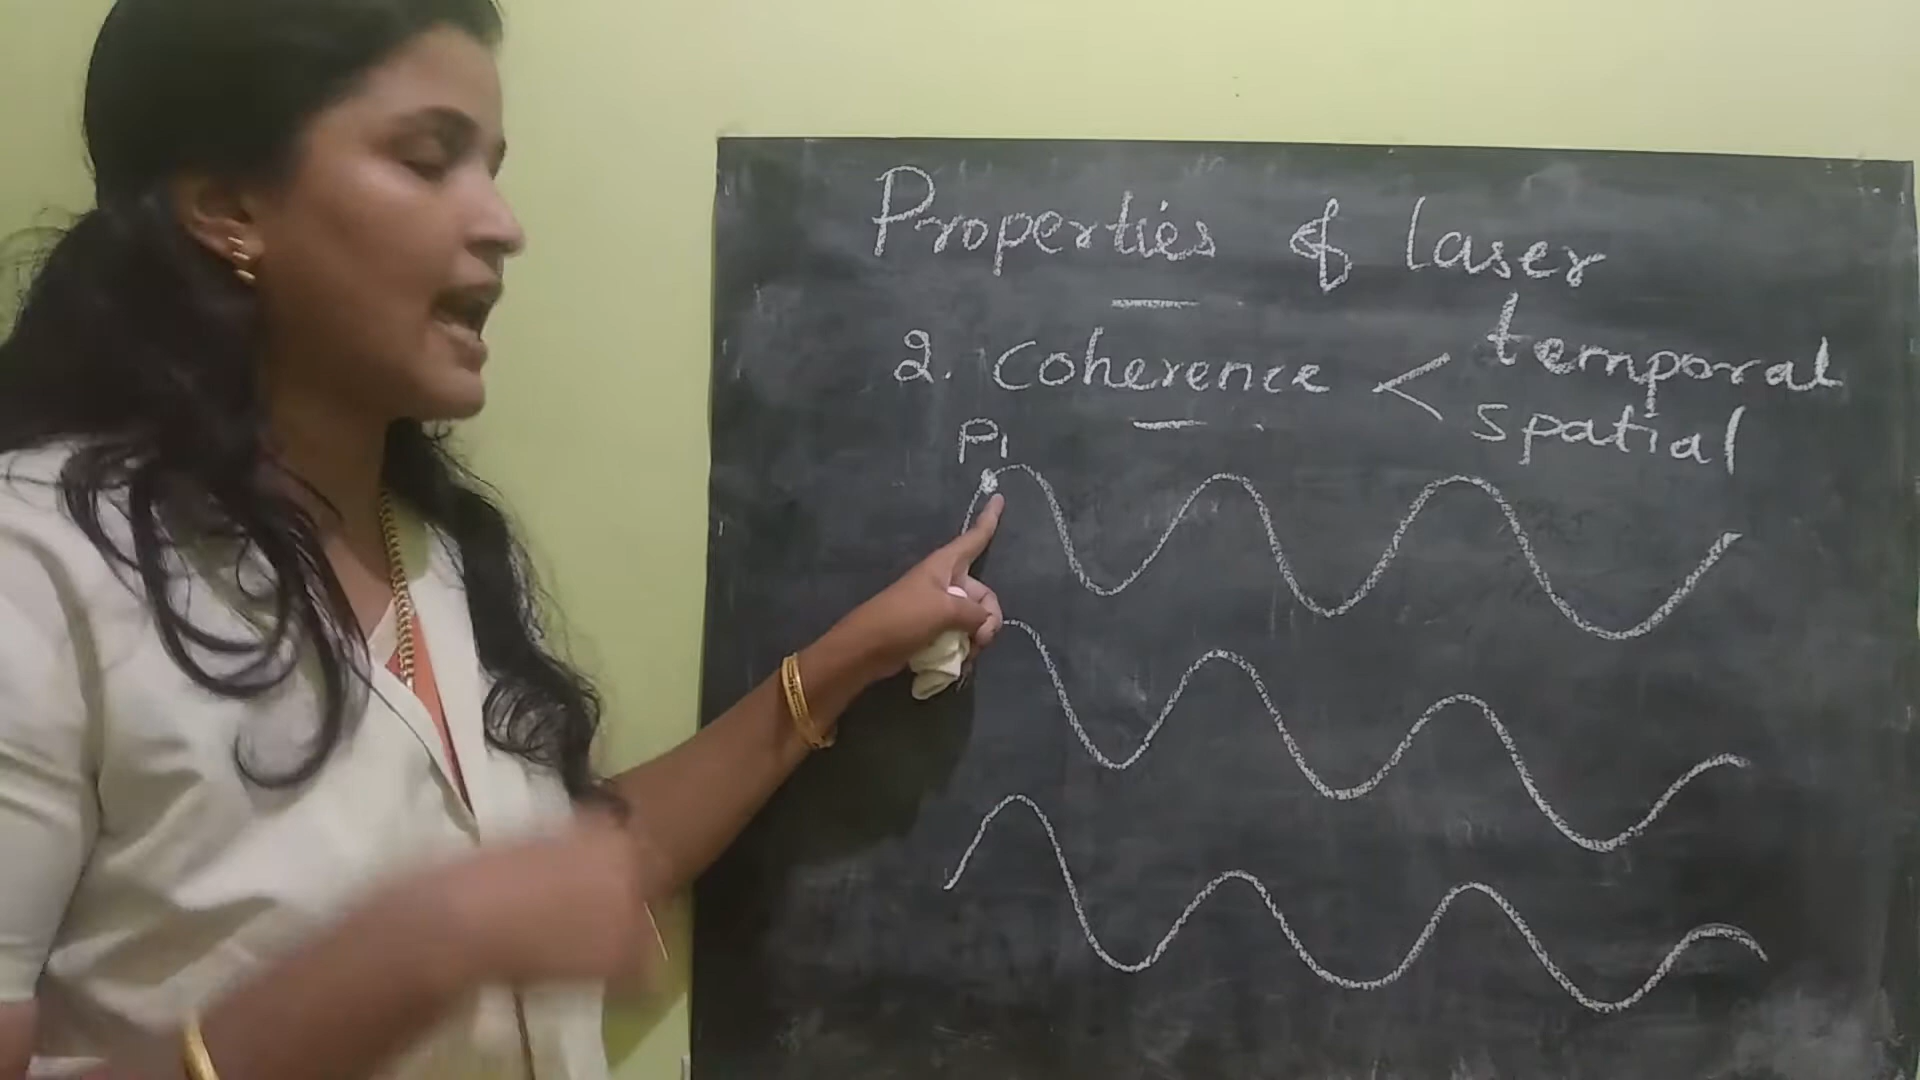 Properties of laser
2. Coherence < temporal
spatial
P1